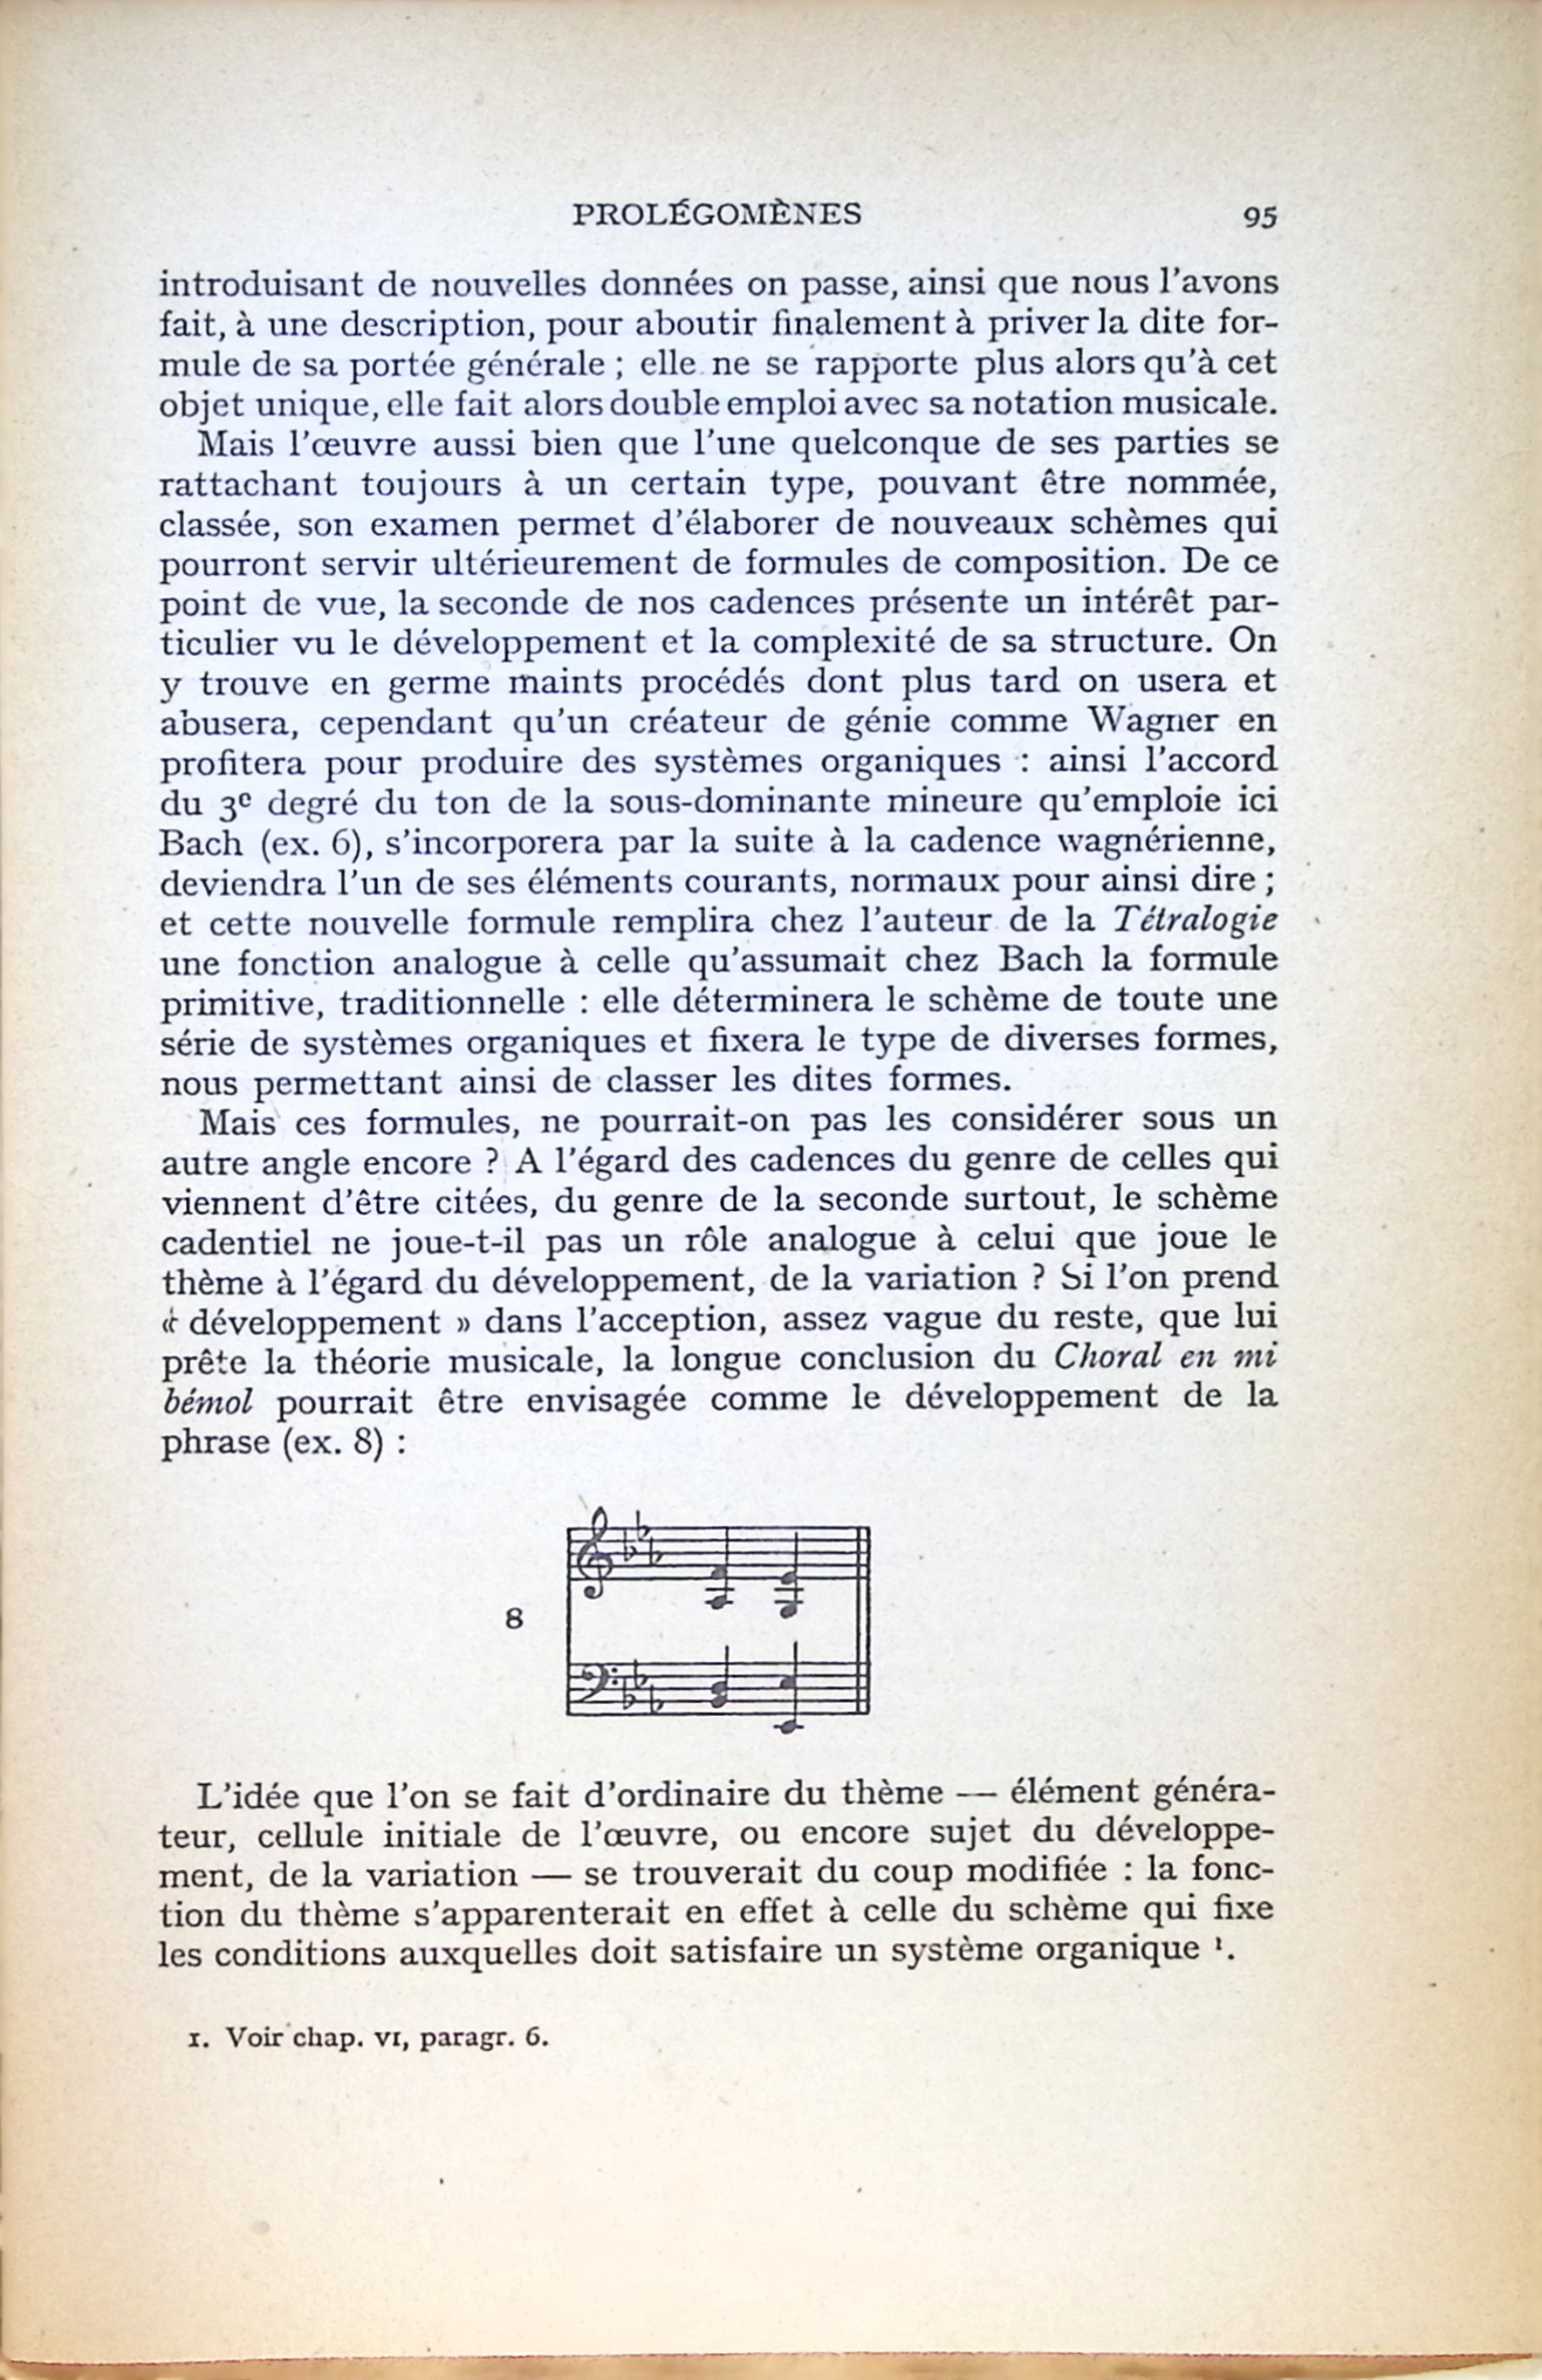 PROLÉGOMÈNES 95
introduisant de nouvelles données on passe, ainsi que nous l'avons
fait, à une description, pour aboutir finalement à priver la dite for-
mule de sa portée générale ; elle ne se rapporte plus alors qu'à cet
objet unique, elle fait alors double emploi avec sa notation musicale.
Mais l'œuvre aussi bien que l'une quelconque de ses parties se
rattachant toujours à un certain type, pouvant être nommée,
classée, son examen permet d'élaborer de nouveaux schèmes qui
pourront servir ultérieurement de formules de composition. De ce
point de vue, la seconde de nos cadences présente un intérêt par-
ticulier vu le développement et la complexité de sa structure. On
y trouve en germe maints procédés dont plus tard on usera et
abusera, cependant qu'un créateur de génie comme Wagner en
profitera pour produire des systèmes organiques : ainsi l'accord
du 3e degré du ton de la sous-dominante mineure qu'emploie ici
Bach (ex. 6), s'incorporera par la suite à la cadence wagnérienne,
deviendra l'un de ses éléments courants, normaux pour ainsi dire ;
et cette nouvelle formule remplira chez l'auteur de la Tétralogie
une fonction analogue à celle qu'assumait chez Bach la formule
primitive, traditionnelle : elle déterminera le schème de toute une
série de systèmes organiques et fixera le type de diverses formes,
nous permettant ainsi de classer les dites formes.
Mais ces formules, ne pourrait-on pas les considérer sous un
autre angle encore ? A l'égard des cadences du genre de celles qui
viennent d'être citées, du genre de la seconde surtout, le schème
cadentiel ne joue-t-il pas un rôle analogue à celui que joue le
thème à l'égard du développement, de la variation ? Si l'on prend
« développement » dans l'acception, assez vague du reste, que lui
prête la théorie musicale, la longue conclusion du Choral en mi
bémol pourrait être envisagée comme le développement de la
phrase (ex. 8) :
8
L'idée que l'on se fait d'ordinaire du thème — élément généra-
teur, cellule initiale de l'œuvre, ou encore sujet du développe-
ment, de la variation — se trouverait du coup modifiée : la fonc-
tion du thème s'apparenterait en effet à celle du schème qui fixe
les conditions auxquelles doit satisfaire un système organique ¹.
1. Voir chap. VI, paragr. 6.